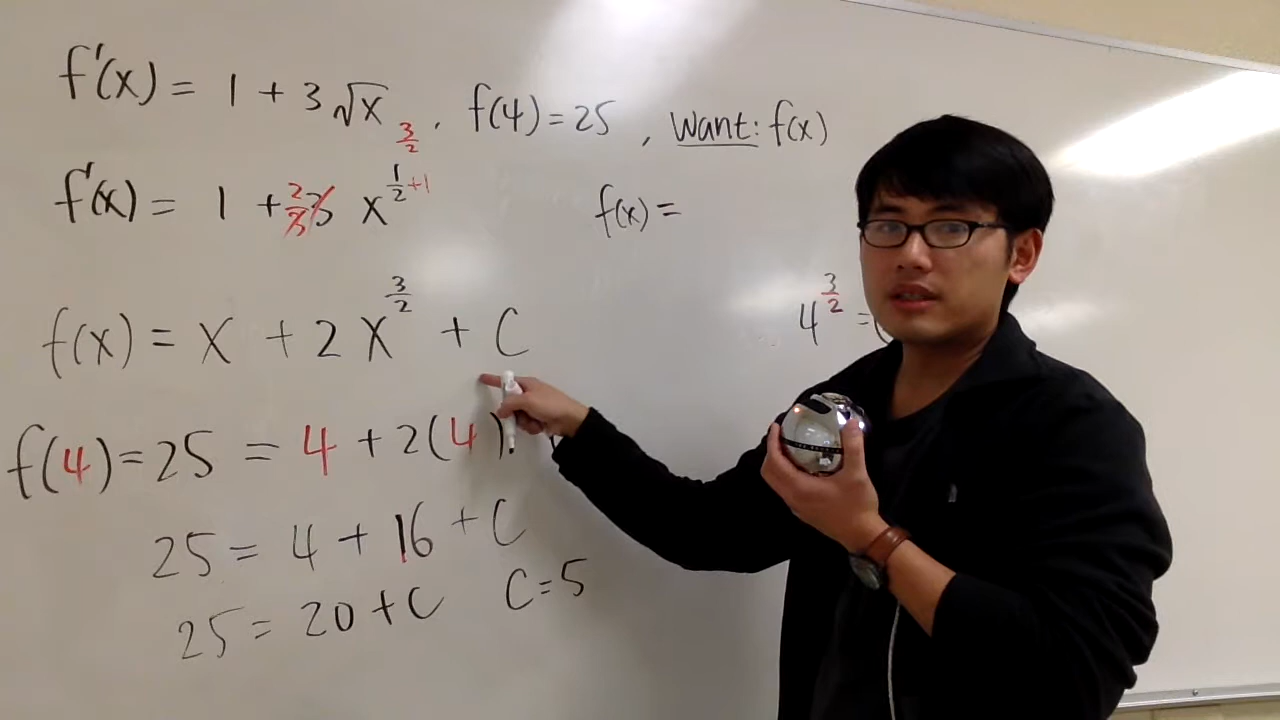 f'(x) = 1 + 3√x , f(4) = 25 , Want: f(x)
f'(x) = 1 + 2/3 3 x^(1/2 +1) 3/2
f(x) =
f(x) = x + 2x^(3/2) + C
4^(3/2) = (
f(4) = 25 = 4 + 2(4)
25 = 4 + 16 + C
25 = 20 + C C = 5